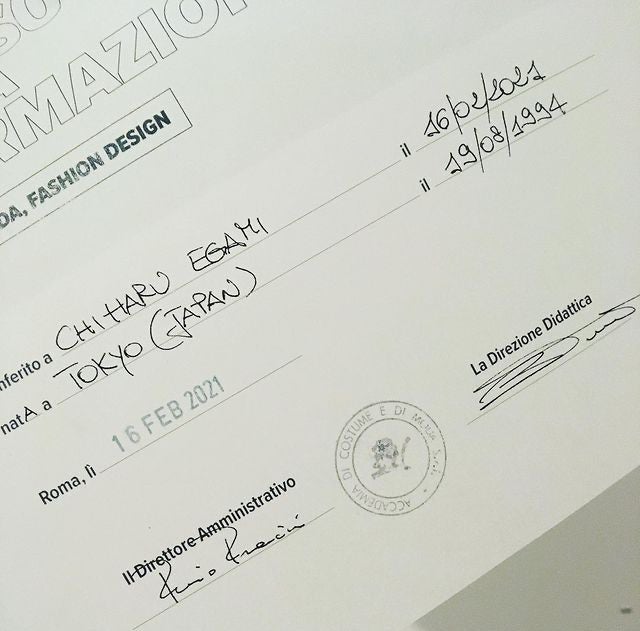 RMAZIO
DA, FASHION DESIGN
nferito a CHIHARU EGAMI il 16/02/2021
natA a TOKYO (JAPAN) il 19/08/1994
Roma, lì 16 FEB 2021
La Direzione Didattica
ACCADEMIA DI COSTUME E DI MODA S.r.l.
Il Direttore Amministrativo